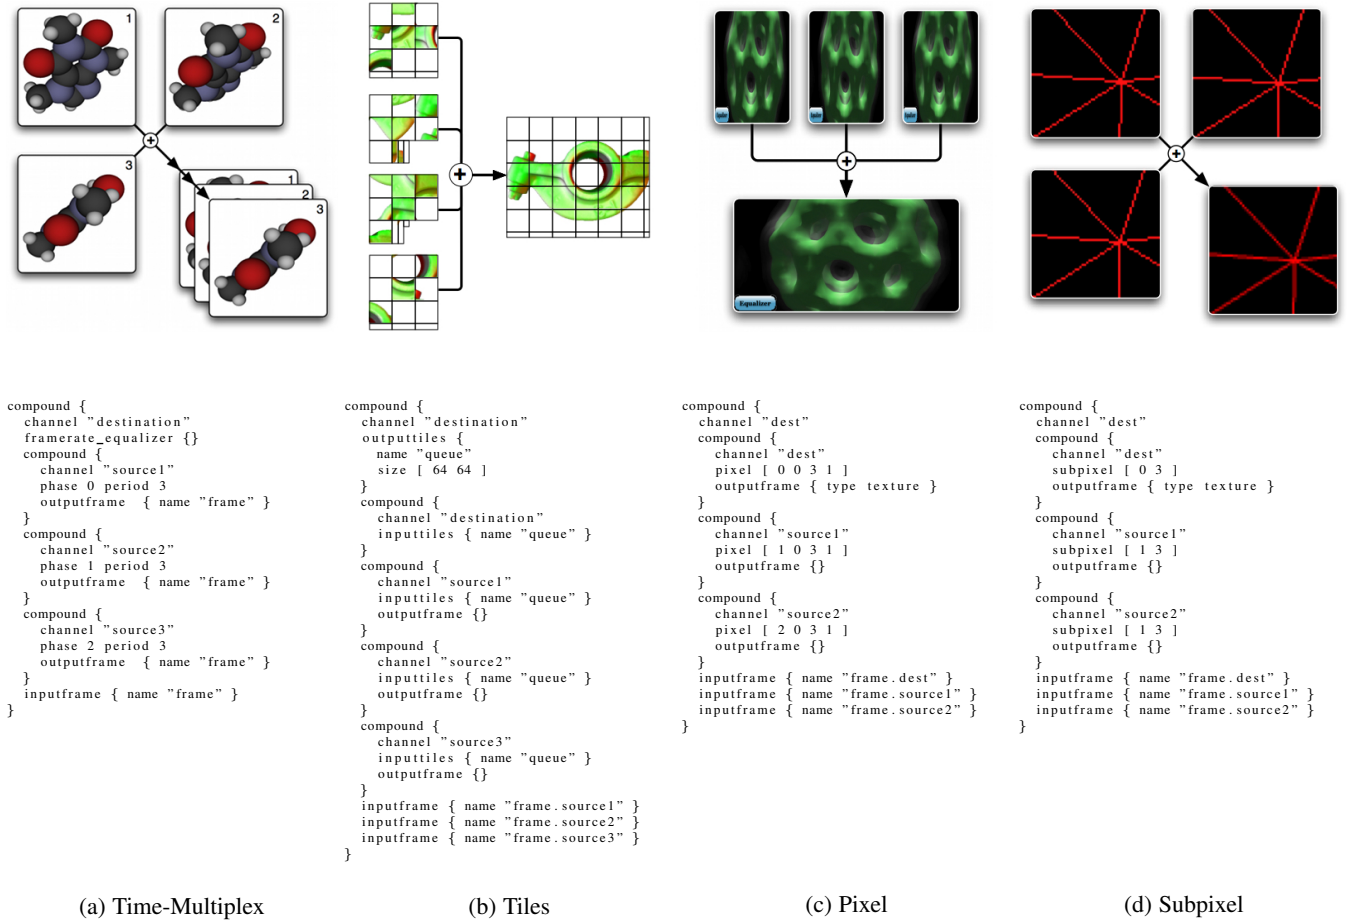 1
2
3
1
2
3
Equalizer
compound {
channel "destination"
framerate_equalizer {}
compound {
channel "source1"
phase 0 period 3
outputframe { name "frame" }
}
compound {
channel "source2"
phase 1 period 3
outputframe { name "frame" }
}
compound {
channel "source3"
phase 2 period 3
outputframe { name "frame" }
}
inputframe { name "frame" }
}
(a) Time-Multiplex
compound {
channel "destination"
outputtiles {
name "queue"
size [ 64 64 ]
}
compound {
channel "destination"
inputtiles { name "queue" }
}
compound {
channel "source1"
inputtiles { name "queue" }
outputframe {}
}
compound {
channel "source2"
inputtiles { name "queue" }
outputframe {}
}
compound {
channel "source3"
inputtiles { name "queue" }
outputframe {}
}
inputframe { name "frame.source1" }
inputframe { name "frame.source2" }
inputframe { name "frame.source3" }
}
(b) Tiles
compound {
channel "dest"
compound {
channel "dest"
pixel [ 0 0 3 1 ]
outputframe { type texture }
}
compound {
channel "source1"
pixel [ 1 0 3 1 ]
outputframe {}
}
compound {
channel "source2"
pixel [ 2 0 3 1 ]
outputframe {}
}
inputframe { name "frame.dest" }
inputframe { name "frame.source1" }
inputframe { name "frame.source2" }
}
(c) Pixel
compound {
channel "dest"
compound {
channel "dest"
subpixel [ 0 3 ]
outputframe { type texture }
}
compound {
channel "source1"
subpixel [ 1 3 ]
outputframe {}
}
compound {
channel "source2"
subpixel [ 1 3 ]
outputframe {}
}
inputframe { name "frame.dest" }
inputframe { name "frame.source1" }
inputframe { name "frame.source2" }
}
(d) Subpixel